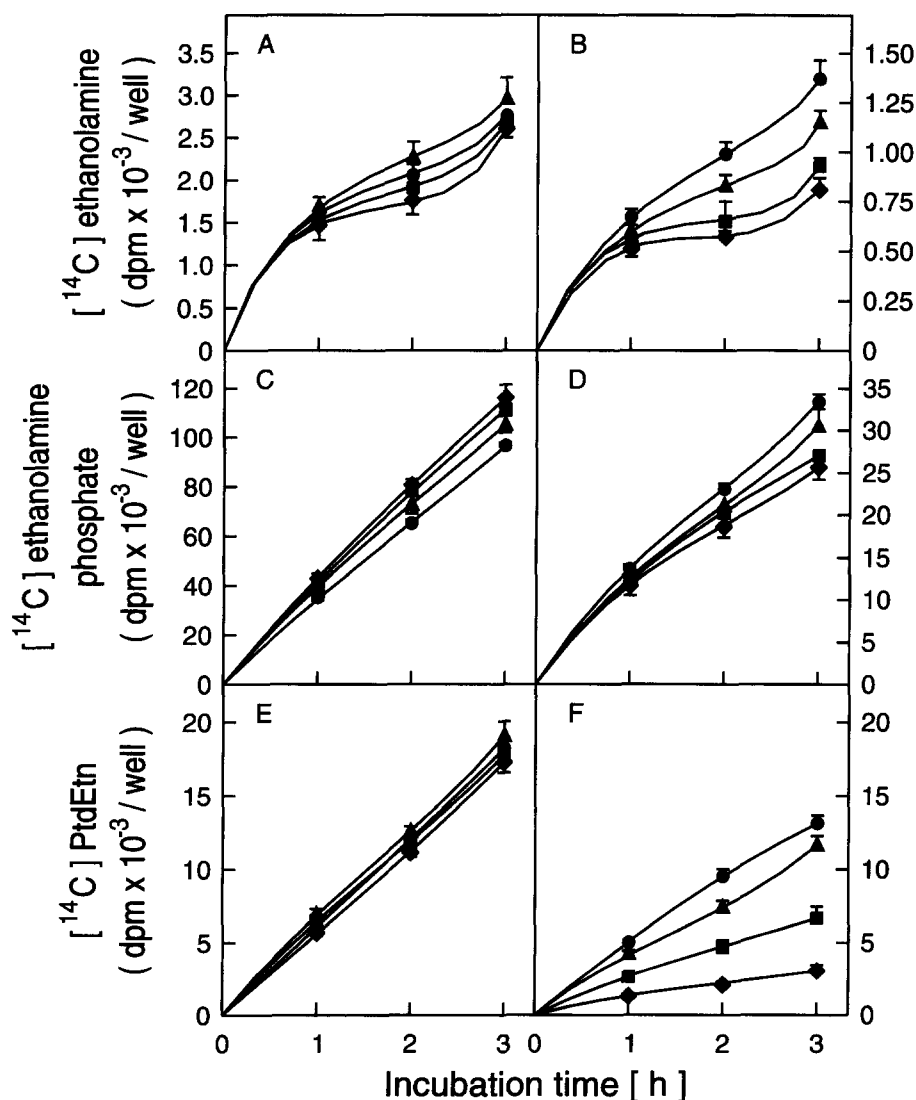 A
B
[ ¹⁴C ] ethanolamine
( dpm x 10⁻³ / well )
3.5
3.0
2.5
2.0
1.5
1.0
0.5
0
1.50
1.25
1.00
0.75
0.50
0.25
0
C
D
[ ¹⁴C ] ethanolamine
phosphate
( dpm x 10⁻³ / well )
120
100
80
60
40
20
0
35
30
25
20
15
10
5
0
E
F
[ ¹⁴C ] PtdEtn
( dpm x 10⁻³ / well )
20
15
10
5
0
20
15
10
5
0
0 1 2 3 0 1 2 3
Incubation time [ h ]